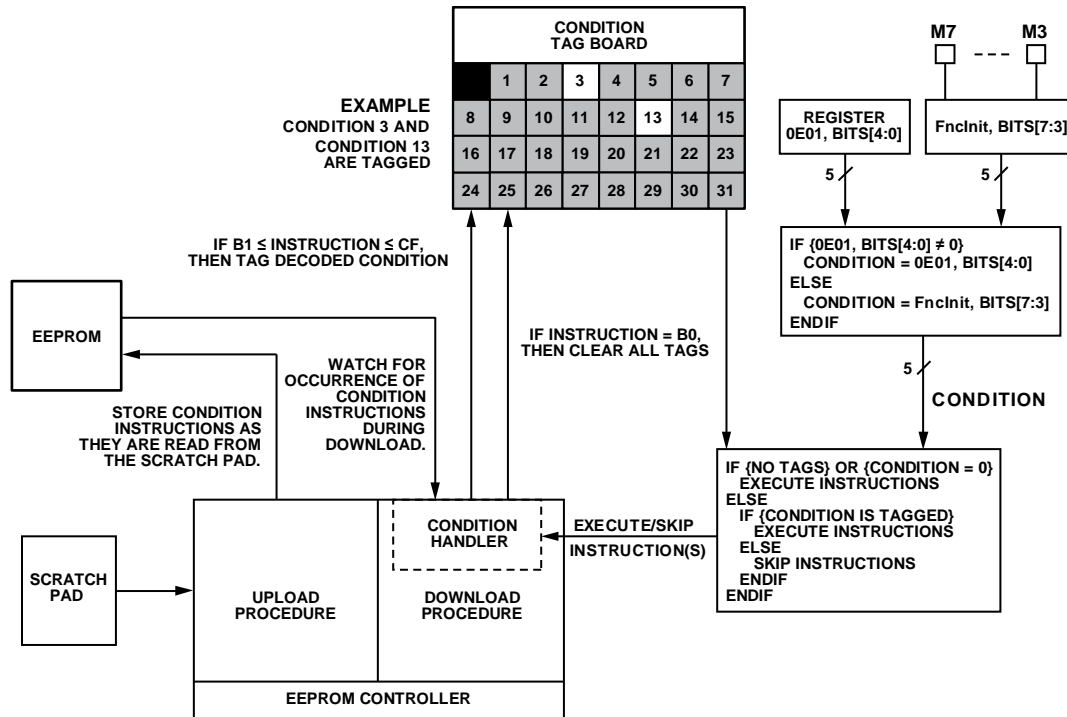 CONDITION
TAG BOARD
1 2 3 4 5 6 7
8 9 10 11 12 13 14 15
16 17 18 19 20 21 22 23
24 25 26 27 28 29 30 31
EXAMPLE
CONDITION 3 AND
CONDITION 13
ARE TAGGED
M7
M3
REGISTER
0E01, BITS[4:0]
FncInit, BITS[7:3]
5
5
IF {0E01, BITS[4:0] ≠ 0}
CONDITION = 0E01, BITS[4:0]
ELSE
CONDITION = FncInit, BITS[7:3]
ENDIF
5
CONDITION
IF B1 ≤ INSTRUCTION ≤ CF,
THEN TAG DECODED CONDITION
IF INSTRUCTION = B0,
THEN CLEAR ALL TAGS
EEPROM
WATCH FOR
OCCURRENCE OF
CONDITION
INSTRUCTIONS
DURING
DOWNLOAD.
STORE CONDITION
INSTRUCTIONS AS
THEY ARE READ FROM
THE SCRATCH PAD.
IF {NO TAGS} OR {CONDITION = 0}
EXECUTE INSTRUCTIONS
ELSE
IF {CONDITION IS TAGGED}
EXECUTE INSTRUCTIONS
ELSE
SKIP INSTRUCTIONS
ENDIF
ENDIF
CONDITION
HANDLER
EXECUTE/SKIP
INSTRUCTION(S)
SCRATCH
PAD
UPLOAD
PROCEDURE
DOWNLOAD
PROCEDURE
EEPROM CONTROLLER